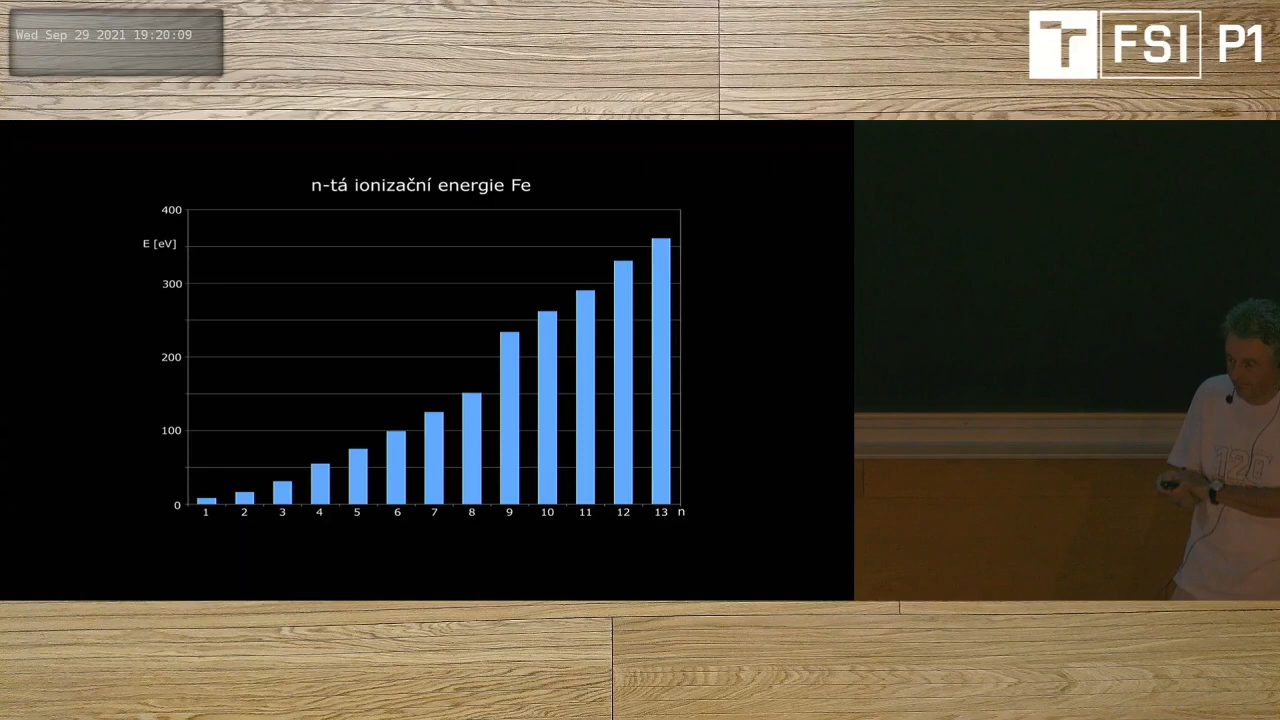 Wed Sep 29 2021 19:20:09
T FSI P1
n-tá ionizační energie Fe
400
E [eV]
300
200
100
0
1 2 3 4 5 6 7 8 9 10 11 12 13 n
120